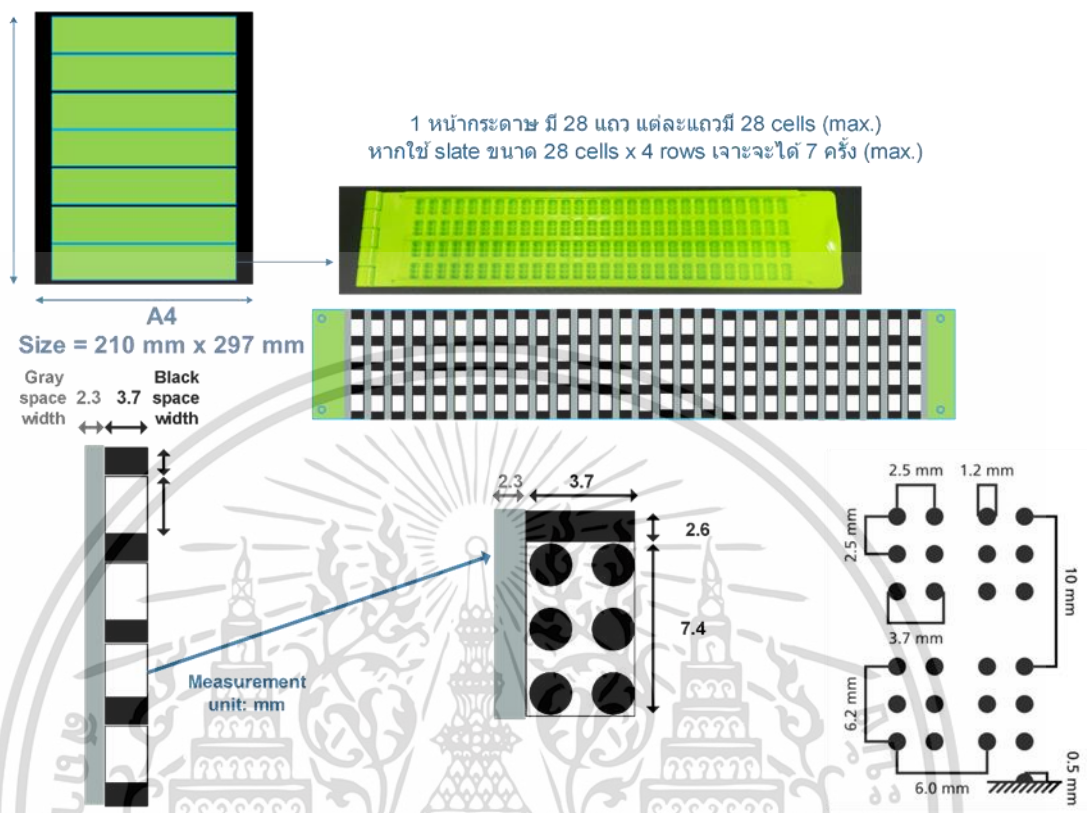 1 หน้ากระดาษ มี 28 แถว แต่ละแถวมี 28 cells (max.)
หากใช้ slate ขนาด 28 cells x 4 rows เจาะจะได้ 7 ครั้ง (max.)
A4
Size = 210 mm x 297 mm
Gray
space
width
2.3
3.7
Black
space
width
2.3
3.7
2.6
7.4
Measurement
unit: mm
2.5 mm
1.2 mm
2.5 mm
10 mm
3.7 mm
6.2 mm
6.0 mm
0.5 mm